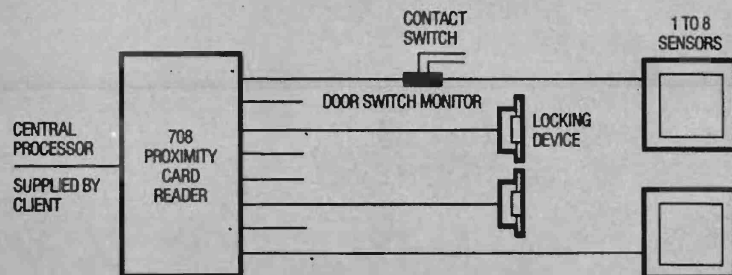 CONTACT
SWITCH
1 TO 8
SENSORS
DOOR SWITCH MONITOR
LOCKING
DEVICE
CENTRAL
PROCESSOR
SUPPLIED BY
CLIENT
708
PROXIMITY
CARD
READER